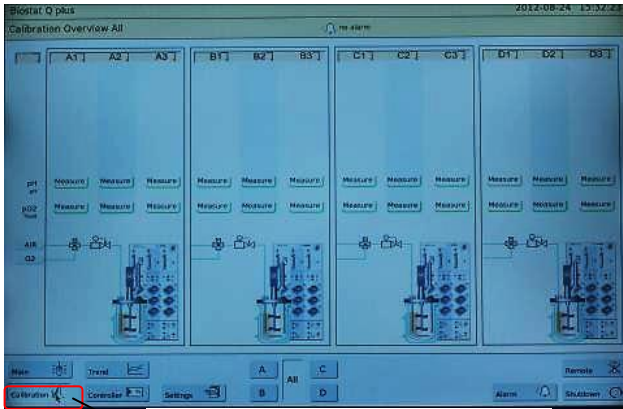 Biostat Q plus 2012-08-24 15:32:23
Calibration Overview All no alarm
A1 A2 A3 B1 B2 B3 C1 C2 C3 D1 D2 D3
pH Measure Measure Measure Measure Measure Measure Measure Measure Measure Measure Measure Measure
pO2 Measure Measure Measure Measure Measure Measure Measure Measure Measure Measure Measure Measure
AIR
O2
Main Trend A All C Remote
Calibration Controller Settings B D Alarm Shutdown